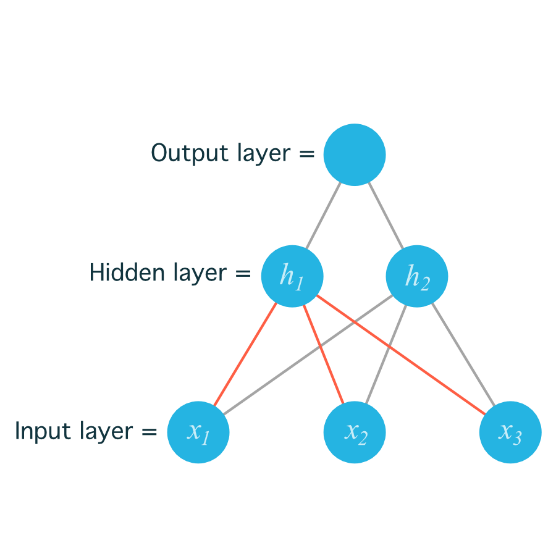 Output layer =
Hidden layer = h₁ h₂
Input layer = x₁ x₂ x₃